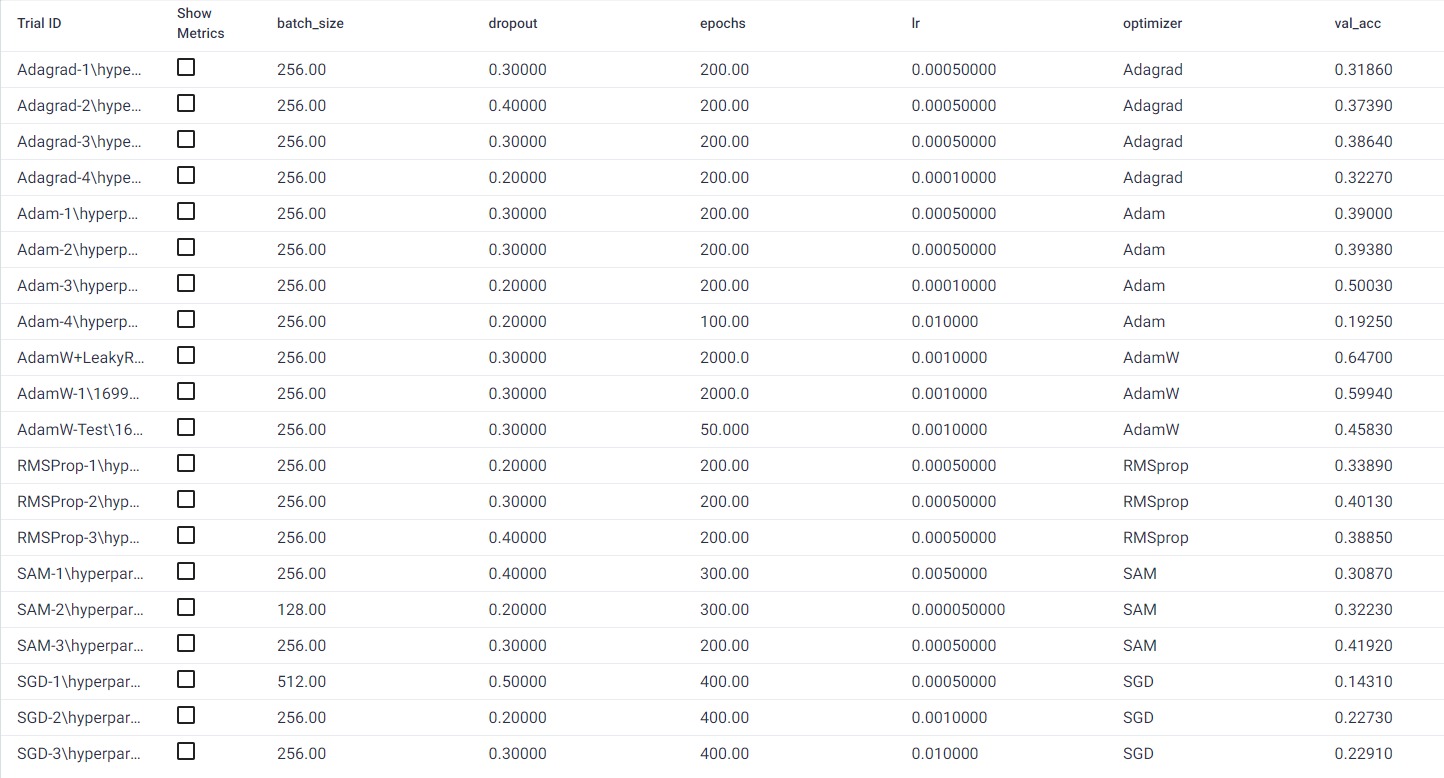 Trial ID Show Metrics batch_size dropout epochs lr optimizer val_acc
Adagrad-1\hype... 256.00 0.30000 200.00 0.00050000 Adagrad 0.31860
Adagrad-2\hype... 256.00 0.40000 200.00 0.00050000 Adagrad 0.37390
Adagrad-3\hype... 256.00 0.30000 200.00 0.00050000 Adagrad 0.38640
Adagrad-4\hype... 256.00 0.20000 200.00 0.00010000 Adagrad 0.32270
Adam-1\hyperp... 256.00 0.30000 200.00 0.00050000 Adam 0.39000
Adam-2\hyperp... 256.00 0.30000 200.00 0.00050000 Adam 0.39380
Adam-3\hyperp... 256.00 0.20000 200.00 0.00010000 Adam 0.50030
Adam-4\hyperp... 256.00 0.20000 100.00 0.010000 Adam 0.19250
AdamW+LeakyR... 256.00 0.30000 2000.0 0.0010000 AdamW 0.64700
AdamW-1\1699... 256.00 0.30000 2000.0 0.0010000 AdamW 0.59940
AdamW-Test\16... 256.00 0.30000 50.000 0.0010000 AdamW 0.45830
RMSProp-1\hyp... 256.00 0.20000 200.00 0.00050000 RMSprop 0.33890
RMSProp-2\hyp... 256.00 0.30000 200.00 0.00050000 RMSprop 0.40130
RMSProp-3\hyp... 256.00 0.40000 200.00 0.00050000 RMSprop 0.38850
SAM-1\hyperpar... 256.00 0.40000 300.00 0.0050000 SAM 0.30870
SAM-2\hyperpar... 128.00 0.20000 300.00 0.000050000 SAM 0.32230
SAM-3\hyperpar... 256.00 0.30000 200.00 0.00050000 SAM 0.41920
SGD-1\hyperpar... 512.00 0.50000 400.00 0.00050000 SGD 0.14310
SGD-2\hyperpar... 256.00 0.20000 400.00 0.0010000 SGD 0.22730
SGD-3\hyperpar... 256.00 0.30000 400.00 0.010000 SGD 0.22910